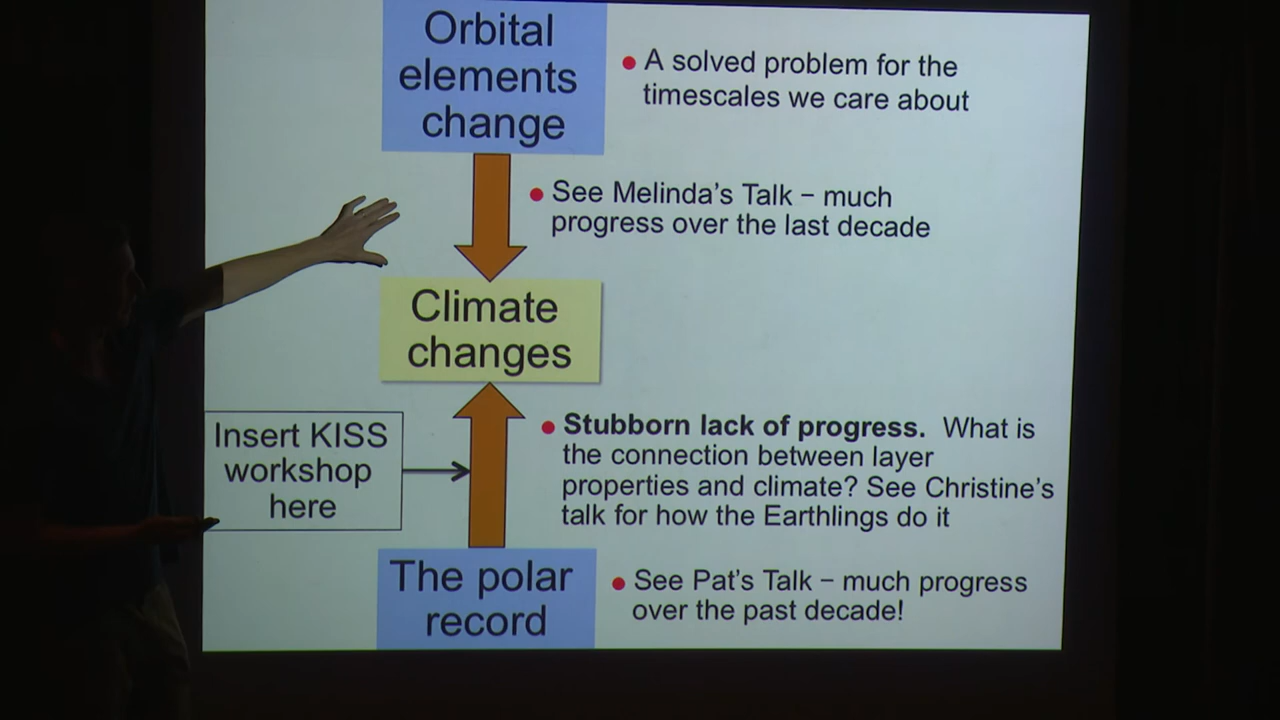 Orbital
elements
change
• A solved problem for the
timescales we care about
• See Melinda's Talk – much
progress over the last decade
Climate
changes
Insert KISS
workshop
here
• Stubborn lack of progress. What is
the connection between layer
properties and climate? See Christine's
talk for how the Earthlings do it
The polar
record
• See Pat's Talk – much progress
over the past decade!